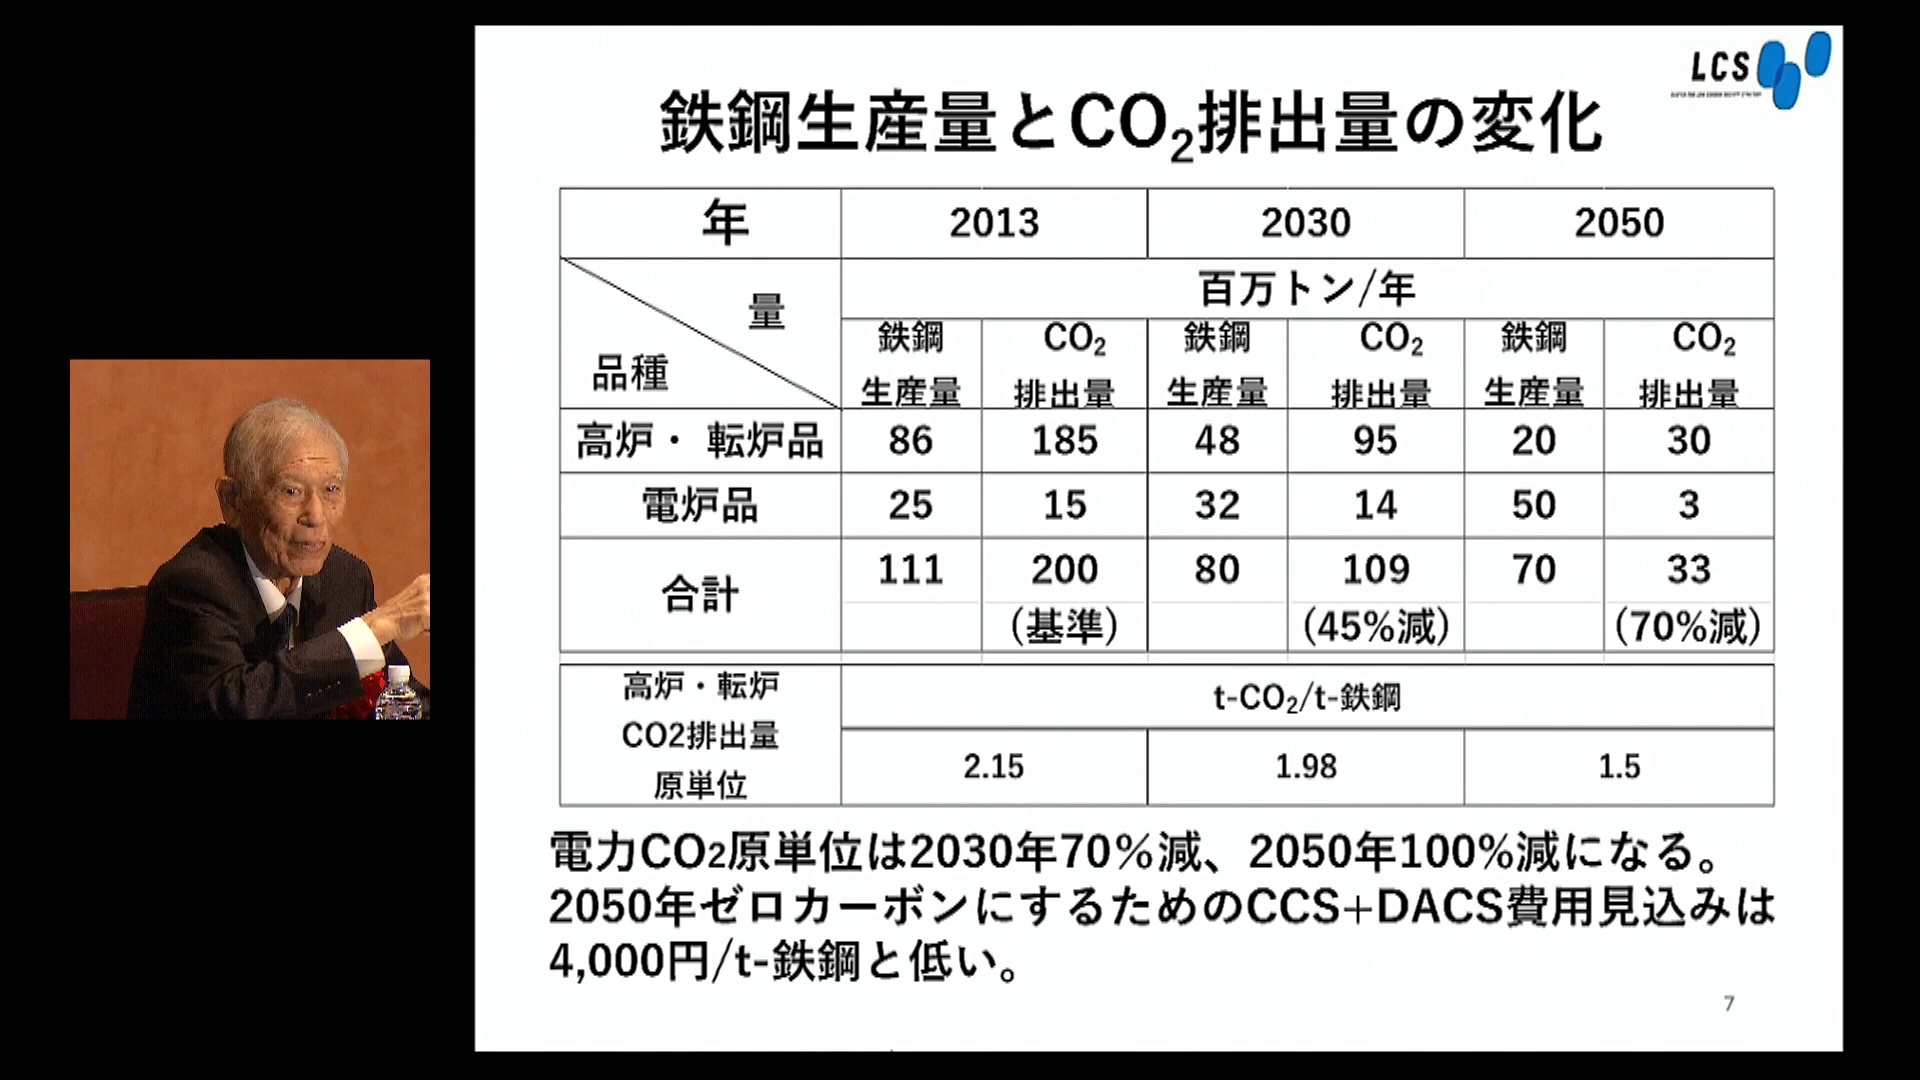 LCS
鉄鋼生産量とCO₂排出量の変化
年 2013 2030 2050
量 百万トン/年
品種 鉄鋼 CO₂ 鉄鋼 CO₂ 鉄鋼 CO₂
生産量 排出量 生産量 排出量 生産量 排出量
高炉・ 転炉品 86 185 48 95 20 30
電炉品 25 15 32 14 50 3
合計 111 200 80 109 70 33
(基準) (45%減) (70%減)
高炉・転炉 t-CO₂/t-鉄鋼
CO2排出量
原単位 2.15 1.98 1.5
電力CO₂原単位は2030年70%減、2050年100%減になる。
2050年ゼロカーボンにするためのCCS+DACS費用見込みは
4,000円/t-鉄鋼と低い。
7